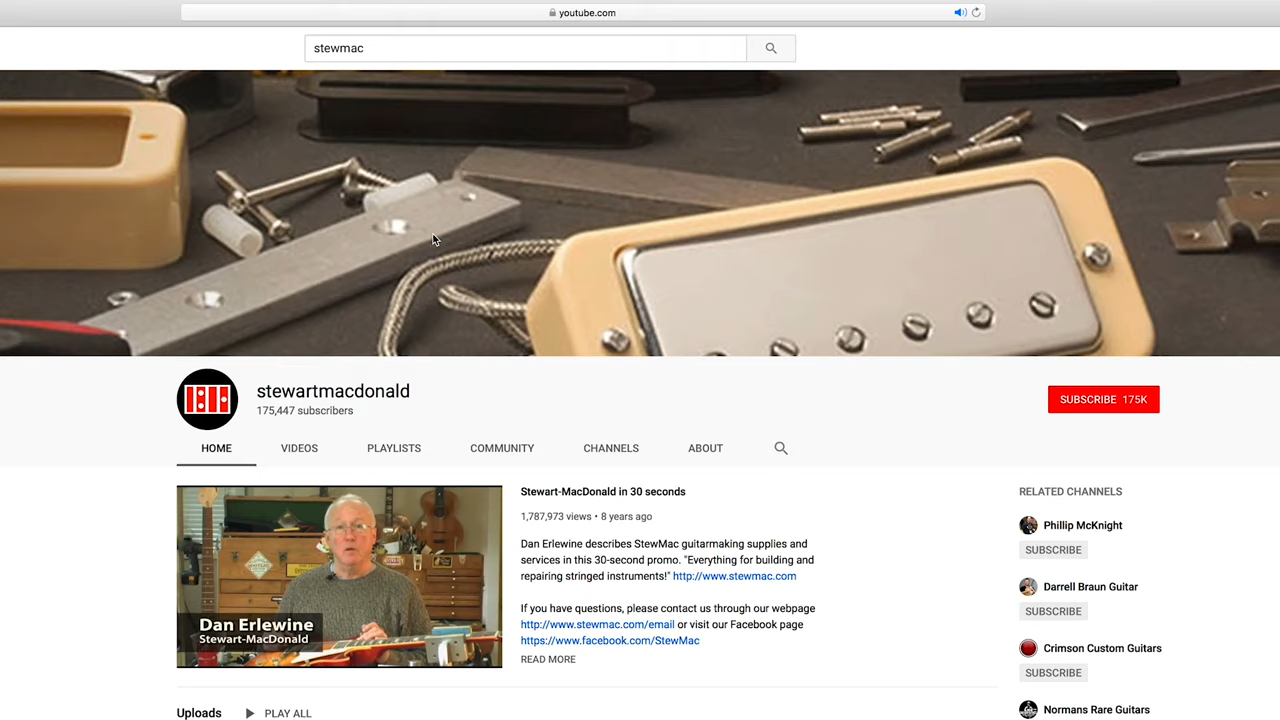 youtube.com
stewmac
stewartmacdonald
175,447 subscribers
SUBSCRIBE 175K
HOME
VIDEOS
PLAYLISTS
COMMUNITY
CHANNELS
ABOUT
Dan Erlewine
Stewart-MacDonald
Stewart-MacDonald in 30 seconds
1,787,973 views • 8 years ago
Dan Erlewine describes StewMac guitarmaking supplies and
services in this 30-second promo. "Everything for building and
repairing stringed instruments!" http://www.stewmac.com
If you have questions, please contact us through our webpage
http://www.stewmac.com/email or visit our Facebook page
https://www.facebook.com/StewMac
READ MORE
RELATED CHANNELS
Phillip McKnight
SUBSCRIBE
Darrell Braun Guitar
SUBSCRIBE
Crimson Custom Guitars
SUBSCRIBE
Normans Rare Guitars
Uploads
PLAY ALL